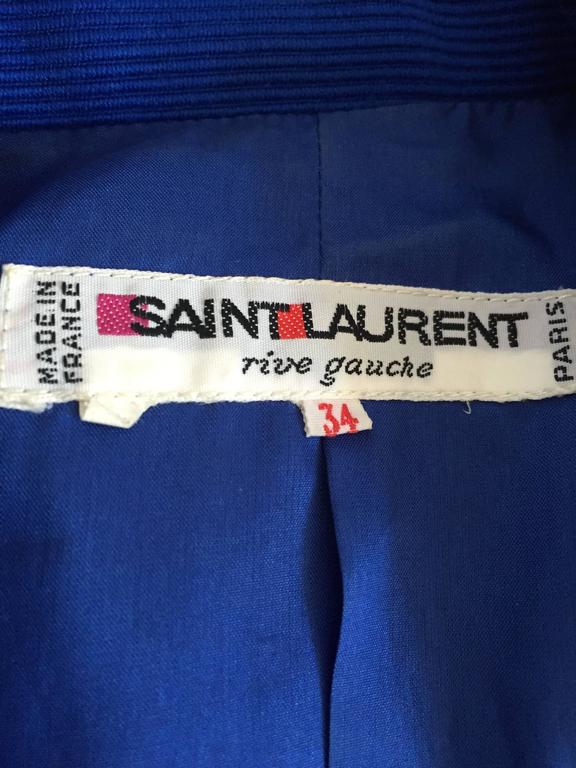 MADE IN
FRANCE
SAINT LAURENT
rive gauche
PARIS
34